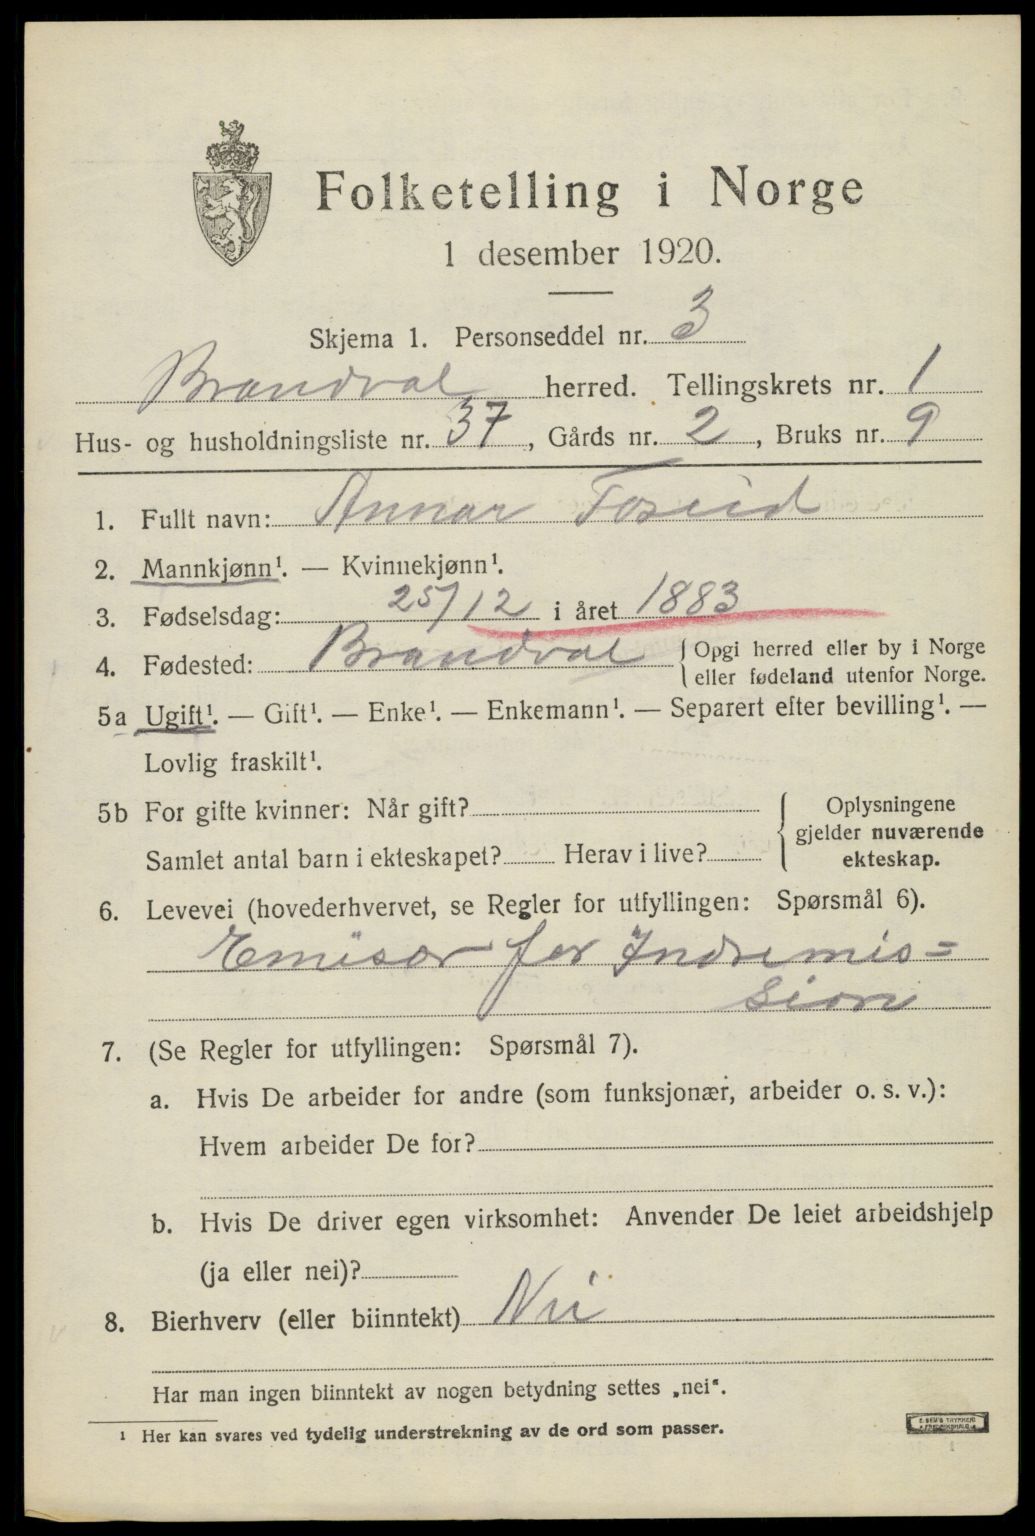 Folketelling i Norge
1 desember 1920.
Skjema 1. Personseddel nr. 3
Brandval herred. Tellingskrets nr. 1
Hus- og husholdningsliste nr. 37, Gårds nr. 2, Bruks nr. 9
1. Fullt navn: Annar Foseid
2. Mannkjønn¹. — Kvinnekjønn¹.
3. Fødselsdag: 25/12 i året 1883
4. Fødested: Brandval { Opgi herred eller by i Norge
eller fødeland utenfor Norge.
5a Ugift¹. — Gift¹. — Enke¹. — Enkemann¹. — Separert efter bevilling¹. —
Lovlig fraskilt¹.
5b For gifte kvinner: Når gift?
Samlet antal barn i ekteskapet? Herav i live?
{ Oplysningene
gjelder nuværende
ekteskap.
6. Levevei (hovederhvervet, se Regler for utfyllingen: Spørsmål 6).
Emisær for Indremis=
sion
7. (Se Regler for utfyllingen: Spørsmål 7).
a. Hvis De arbeider for andre (som funksjonær, arbeider o. s. v.):
Hvem arbeider De for?
b. Hvis De driver egen virksomhet: Anvender De leiet arbeidshjelp
(ja eller nei)?
8. Bierhverv (eller biinntekt) Nei
Har man ingen biinntekt av nogen betydning settes „nei“.
¹ Her kan svares ved tydelig understrekning av de ord som passer.